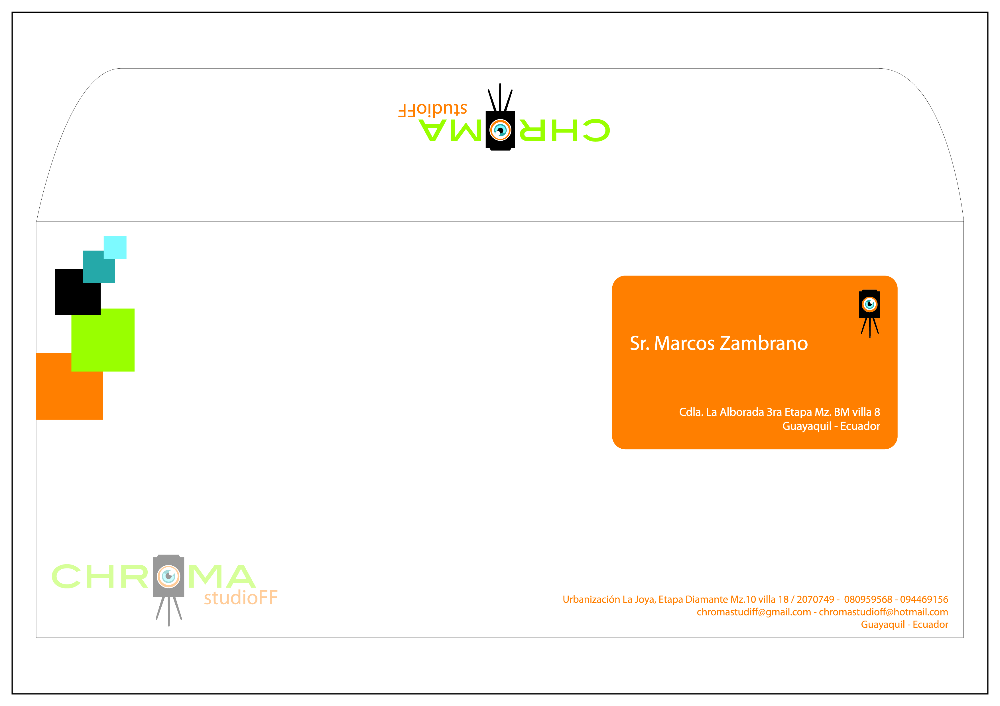 CHROMA
studioFF
Sr. Marcos Zambrano
Cdla. La Alborada 3ra Etapa Mz. BM villa 8
Guayaquil - Ecuador
CHROMA
studioFF
Urbanización La Joya, Etapa Diamante Mz.10 villa 18 / 2070749 - 080959568 - 094469156
chromastudiff@gmail.com - chromastudioff@hotmail.com
Guayaquil - Ecuador